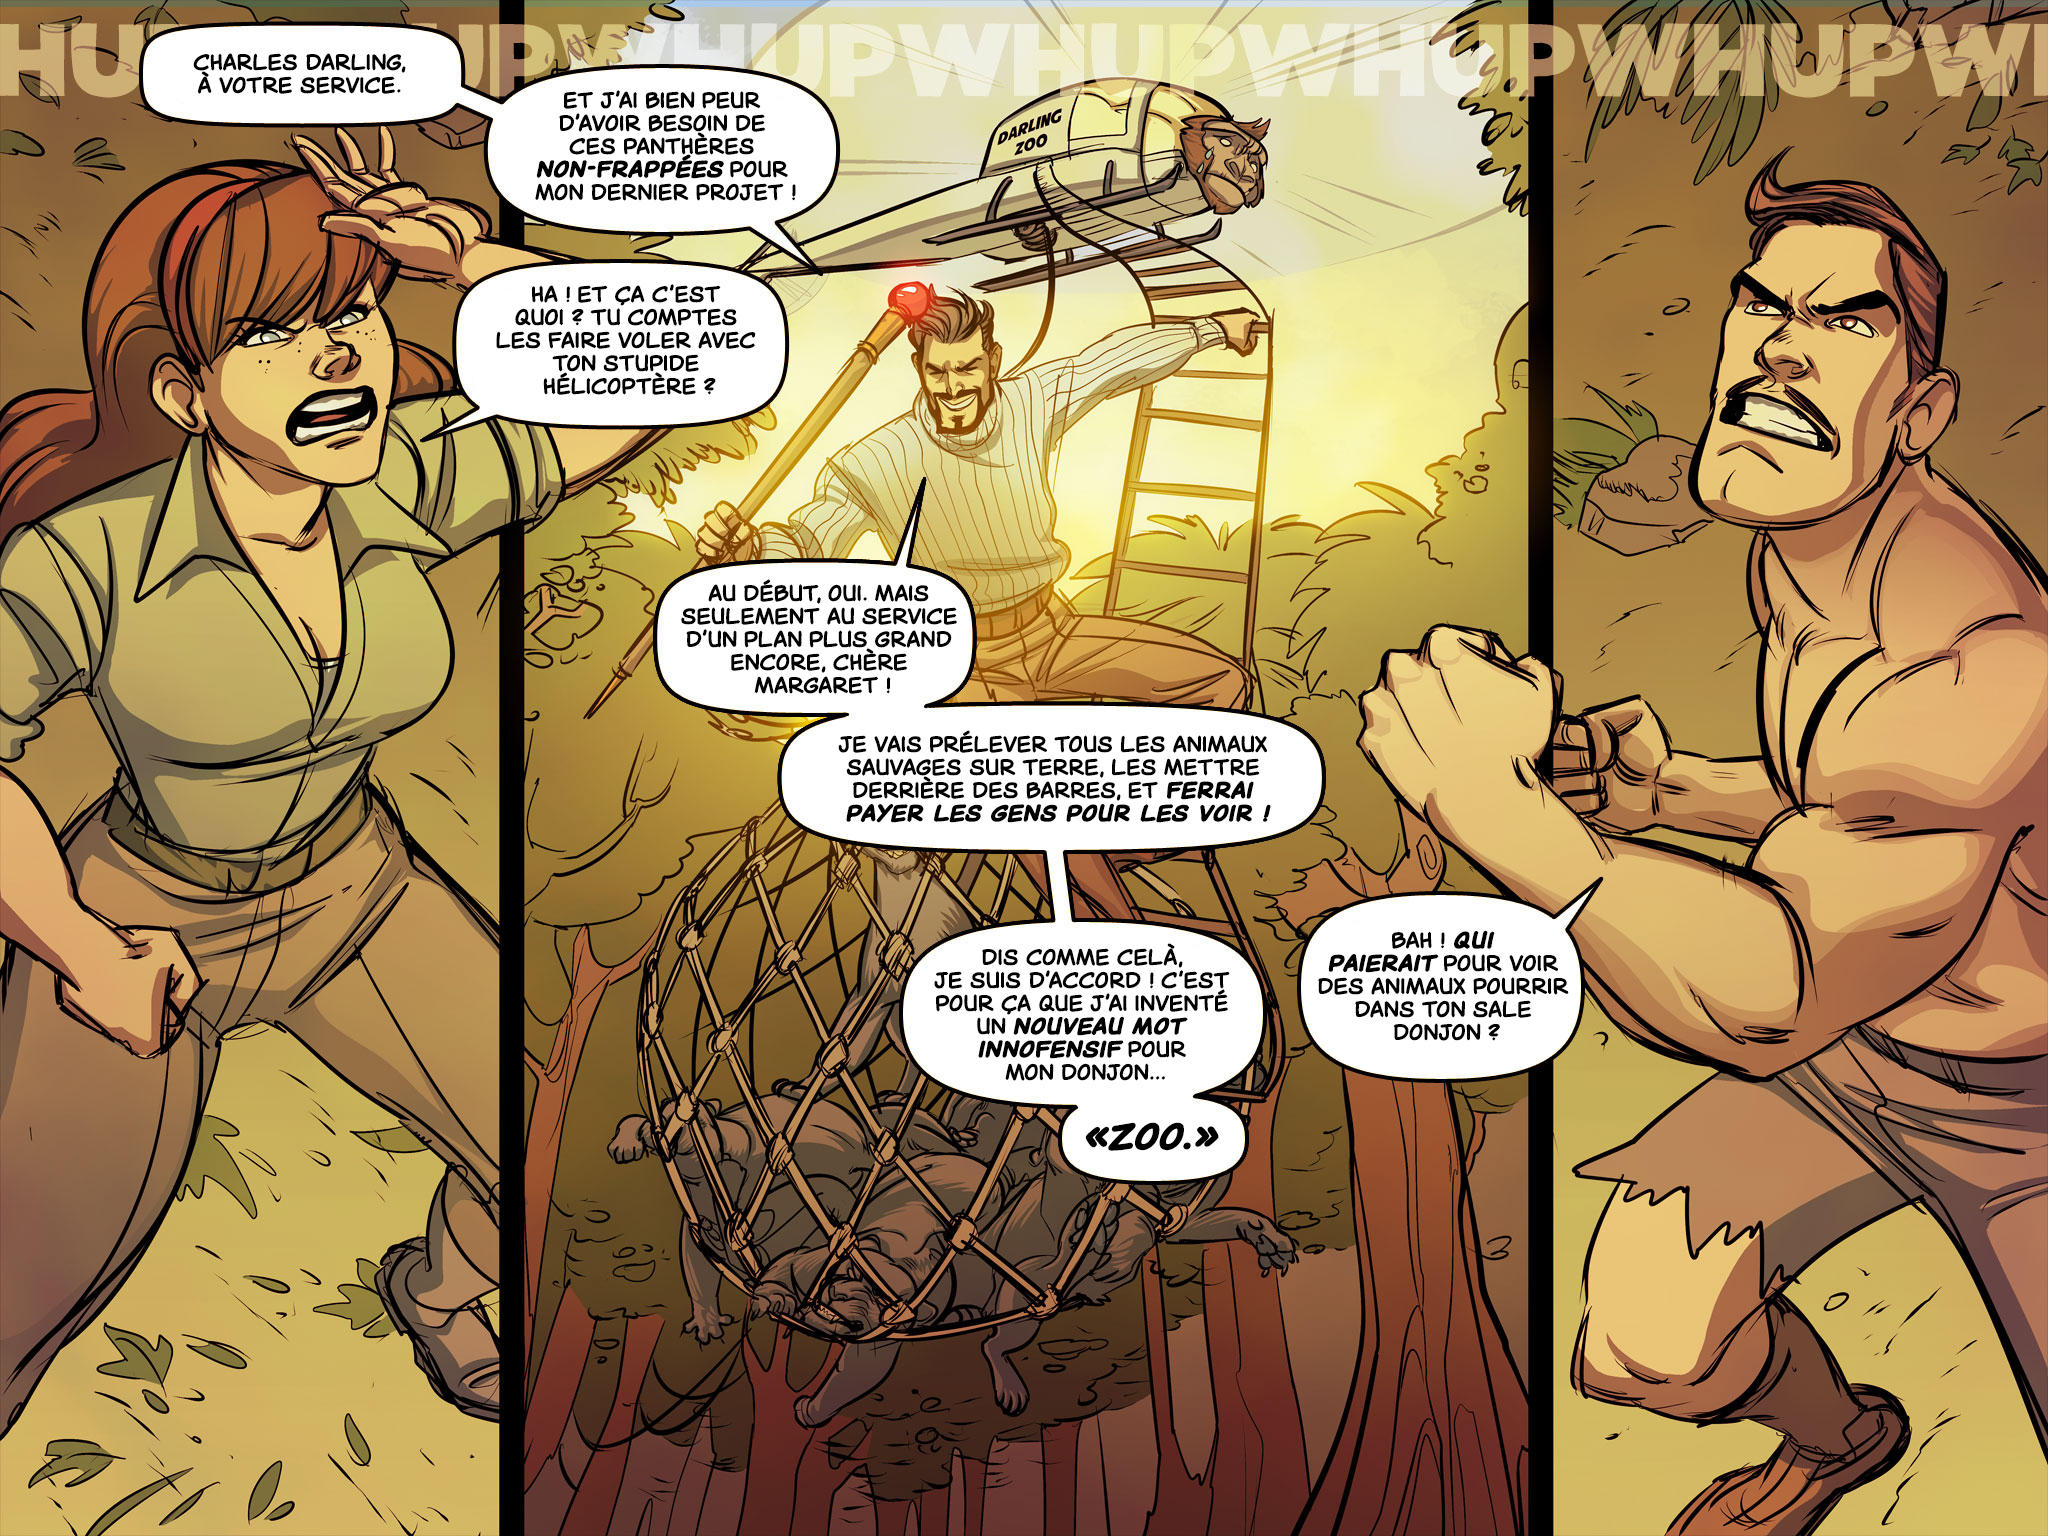 HUPWHUPWHUPWHUPWHUPWH
CHARLES DARLING,
À VOTRE SERVICE.
ET J'AI BIEN PEUR
D'AVOIR BESOIN DE
CES PANTHÈRES
NON-FRAPPÉES POUR
MON DERNIER PROJET !
DARLING
ZOO
HA ! ET ÇA C'EST
QUOI ? TU COMPTES
LES FAIRE VOLER AVEC
TON STUPIDE
HÉLICOPTÈRE ?
AU DÉBUT, OUI. MAIS
SEULEMENT AU SERVICE
D'UN PLAN PLUS GRAND
ENCORE, CHÈRE
MARGARET !
JE VAIS PRÉLEVER TOUS LES ANIMAUX
SAUVAGES SUR TERRE, LES METTRE
DERRIÈRE DES BARRES, ET FERRAI
PAYER LES GENS POUR LES VOIR !
BAH ! QUI
PAIERAIT POUR VOIR
DES ANIMAUX POURRIR
DANS TON SALE
DONJON ?
DIS COMME CELÀ,
JE SUIS D'ACCORD ! C'EST
POUR ÇA QUE J'AI INVENTÉ
UN NOUVEAU MOT
INNOFENSIF POUR
MON DONJON...
«ZOO.»